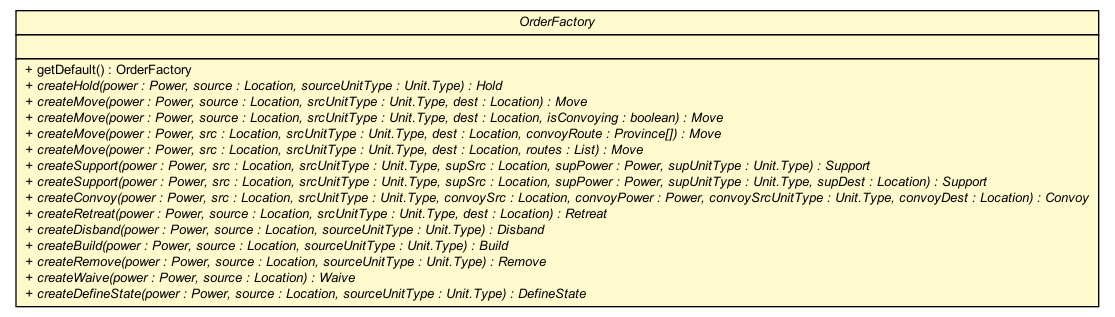 OrderFactory
+ getDefault() : OrderFactory
+ createHold(power : Power, source : Location, sourceUnitType : Unit.Type) : Hold
+ createMove(power : Power, source : Location, srcUnitType : Unit.Type, dest : Location) : Move
+ createMove(power : Power, source : Location, srcUnitType : Unit.Type, dest : Location, isConvoying : boolean) : Move
+ createMove(power : Power, src : Location, srcUnitType : Unit.Type, dest : Location, convoyRoute : Province[]) : Move
+ createMove(power : Power, src : Location, srcUnitType : Unit.Type, dest : Location, routes : List) : Move
+ createSupport(power : Power, src : Location, srcUnitType : Unit.Type, supSrc : Location, supPower : Power, supUnitType : Unit.Type) : Support
+ createSupport(power : Power, src : Location, srcUnitType : Unit.Type, supSrc : Location, supPower : Power, supUnitType : Unit.Type, supDest : Location) : Support
+ createConvoy(power : Power, src : Location, srcUnitType : Unit.Type, convoySrc : Location, convoyPower : Power, convoySrcUnitType : Unit.Type, convoyDest : Location) : Convoy
+ createRetreat(power : Power, source : Location, srcUnitType : Unit.Type, dest : Location) : Retreat
+ createDisband(power : Power, source : Location, sourceUnitType : Unit.Type) : Disband
+ createBuild(power : Power, source : Location, sourceUnitType : Unit.Type) : Build
+ createRemove(power : Power, source : Location, sourceUnitType : Unit.Type) : Remove
+ createWaive(power : Power, source : Location) : Waive
+ createDefineState(power : Power, source : Location, sourceUnitType : Unit.Type) : DefineState